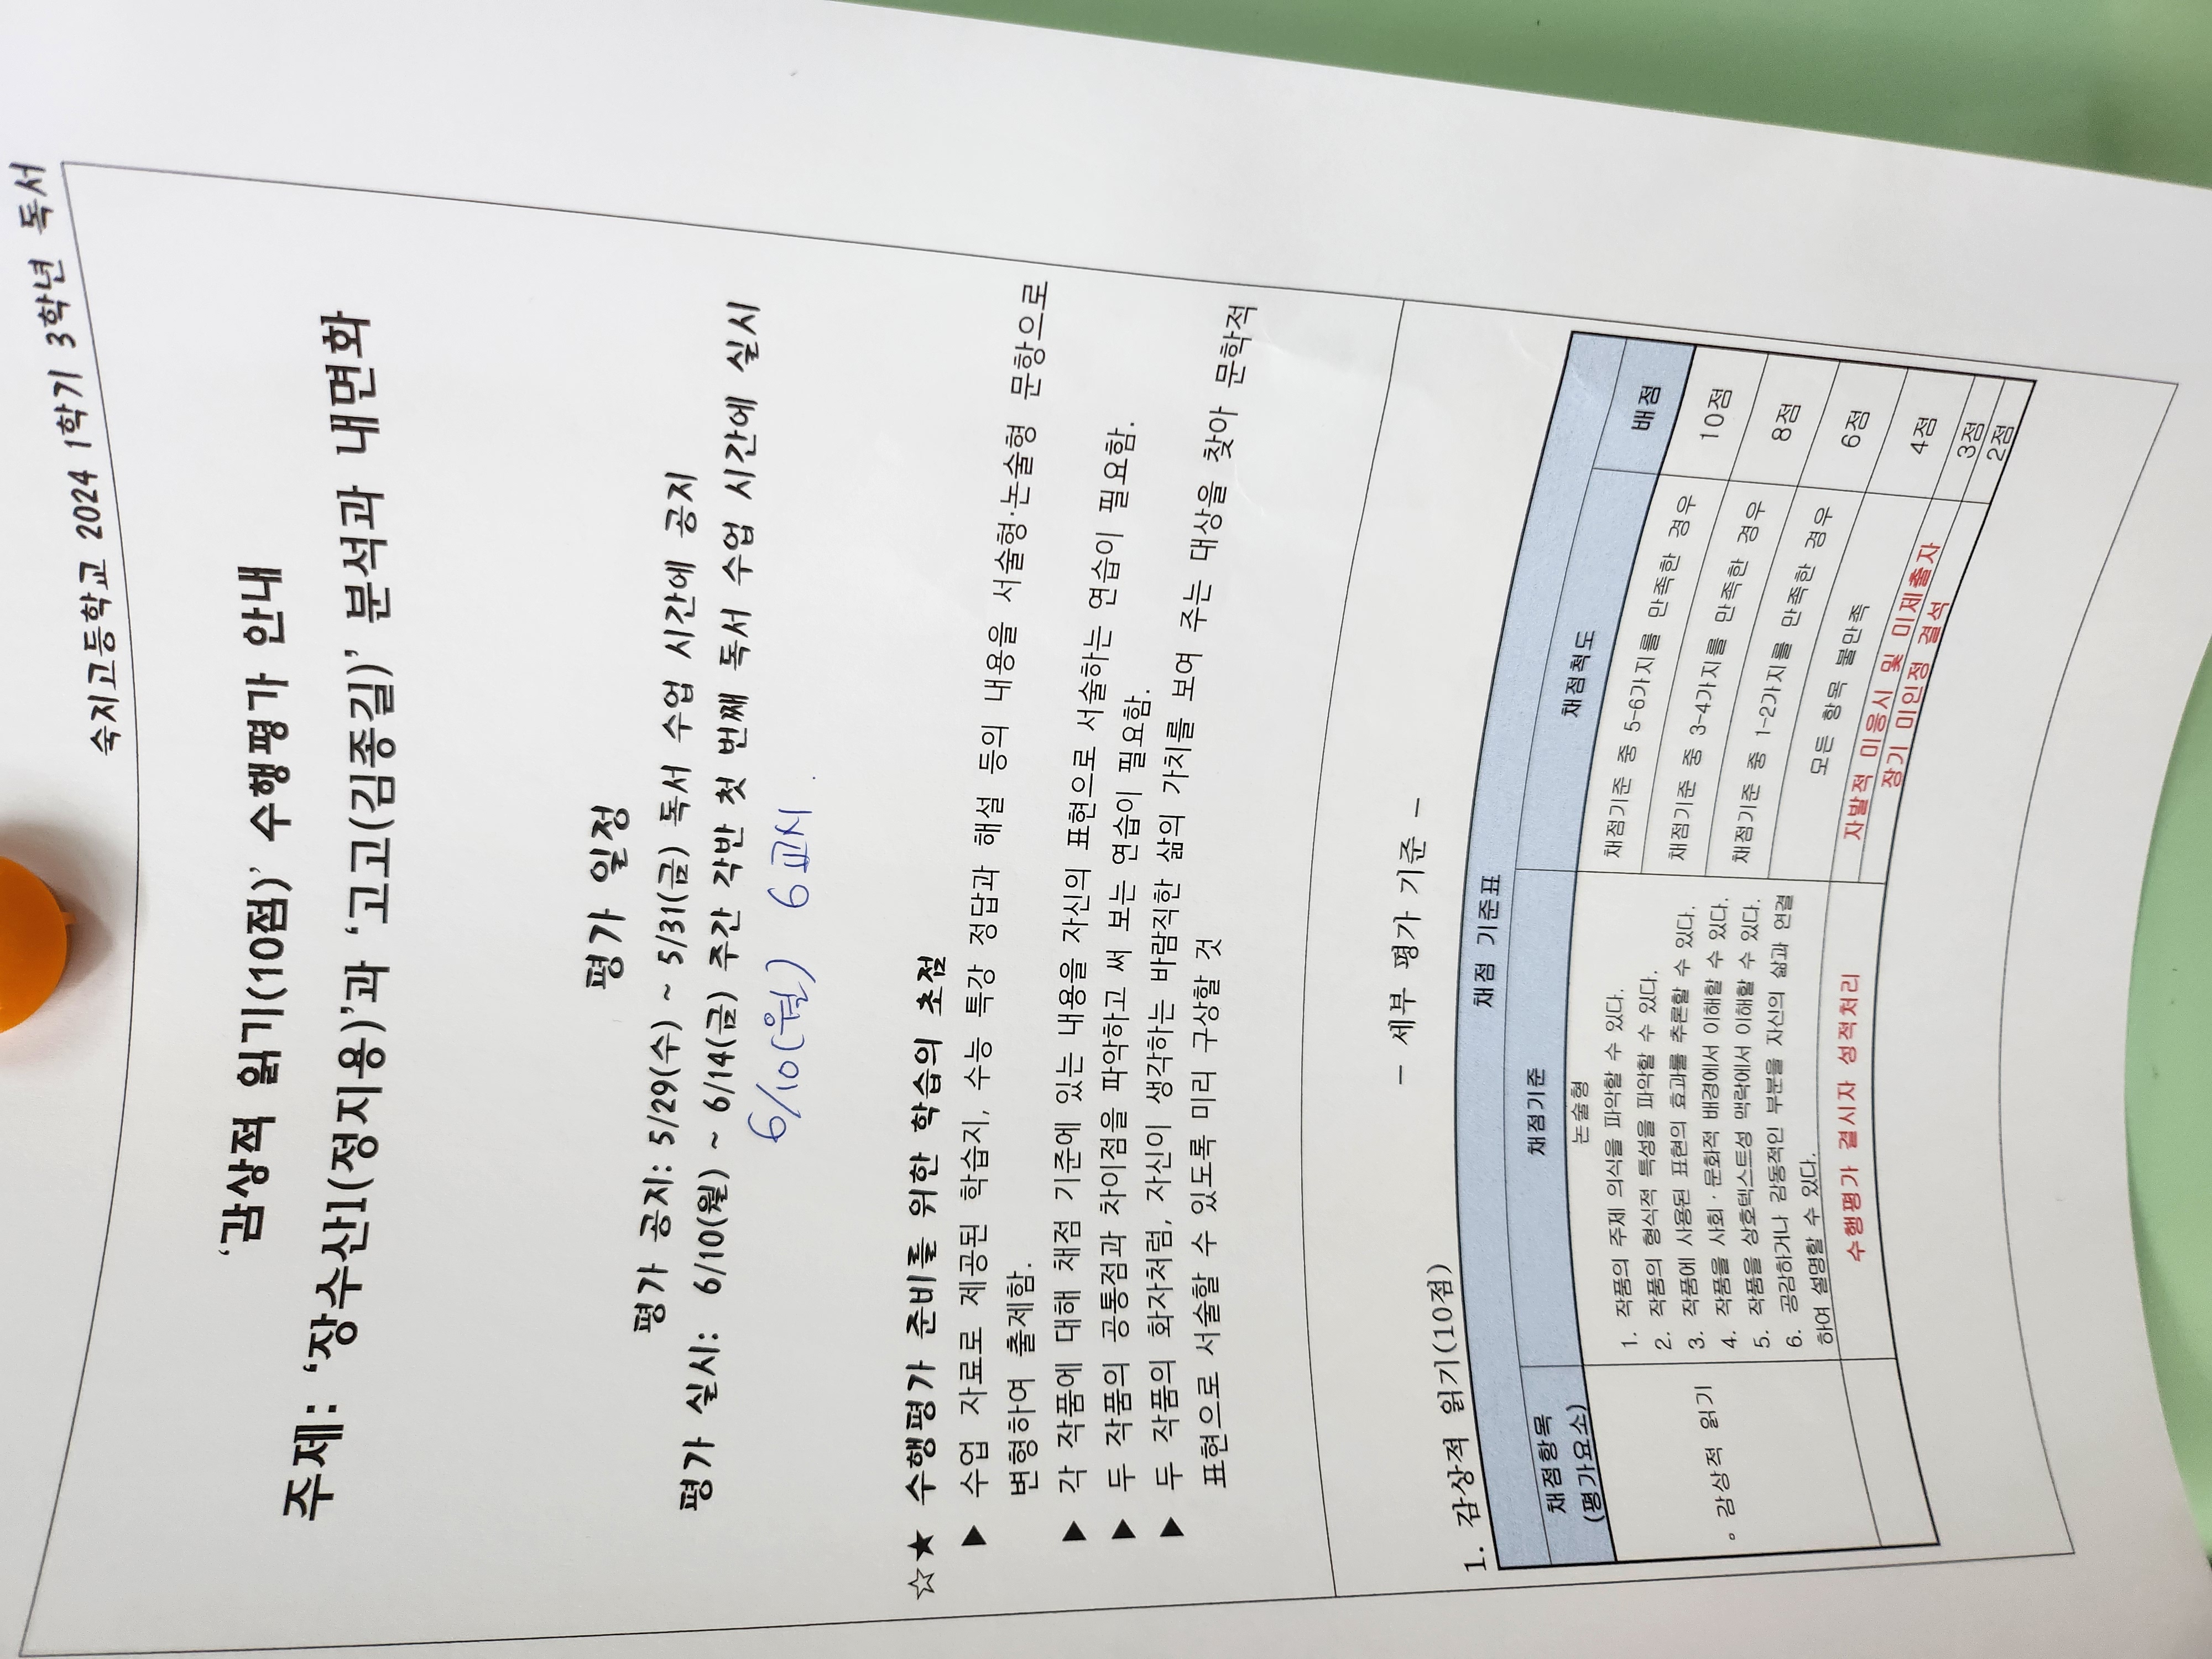 숙지고등학교 2024 1학기 3학년 독서
'감상적 읽기(10점)' 수행평가 안내
주제: '장수산1(정지용)'과 '고고(김종길)' 분석과 내면화
평가 일정
평가 공지: 5/29(수) ~ 5/31(금) 독서 수업 시간에 공지
평가 실시: 6/10(월) ~ 6/14(금) 주간 각반 첫 번째 독서 수업 시간에 실시
6/10(월) 6교시.
☆★ 수행평가 준비를 위한 학습의 초점
▶ 수업 자료로 제공된 학습지, 수능 특강 정답과 해설 등의 내용을 서술형·논술형 문항으로
변형하여 출제함.
▶ 각 작품에 대해 채점 기준에 있는 내용을 자신의 표현으로 서술하는 연습이 필요함.
▶ 두 작품의 공통점과 차이점을 파악하고 써 보는 연습이 필요함.
▶ 두 작품의 화자처럼, 자신이 생각하는 바람직한 삶의 가치를 보여 주는 대상을 찾아 문학적
표현으로 서술할 수 있도록 미리 구상할 것
- 세부 평가 기준 -
1. 감상적 읽기(10점)
채점 기준표
채점항목
(평가요소)
채점기준
채점척도
배점
◦ 감상적 읽기
논술형
1. 작품의 주제 의식을 파악할 수 있다.
2. 작품의 형식적 특성을 파악할 수 있다.
3. 작품에 사용된 표현의 효과를 추론할 수 있다.
4. 작품을 사회·문화적 배경에서 이해할 수 있다.
5. 작품을 상호텍스트성 맥락에서 이해할 수 있다.
6. 공감하거나 감동적인 부분을 자신의 삶과 연결
하여 설명할 수 있다.
채점기준 중 5-6가지를 만족한 경우
10점
채점기준 중 3-4가지를 만족한 경우
8점
채점기준 중 1-2가지를 만족한 경우
6점
모든 항목 불만족
4점
수행평가 결시자 성적처리
자발적 미응시 및 미제출자
3점
장기 미인정 결석
2점